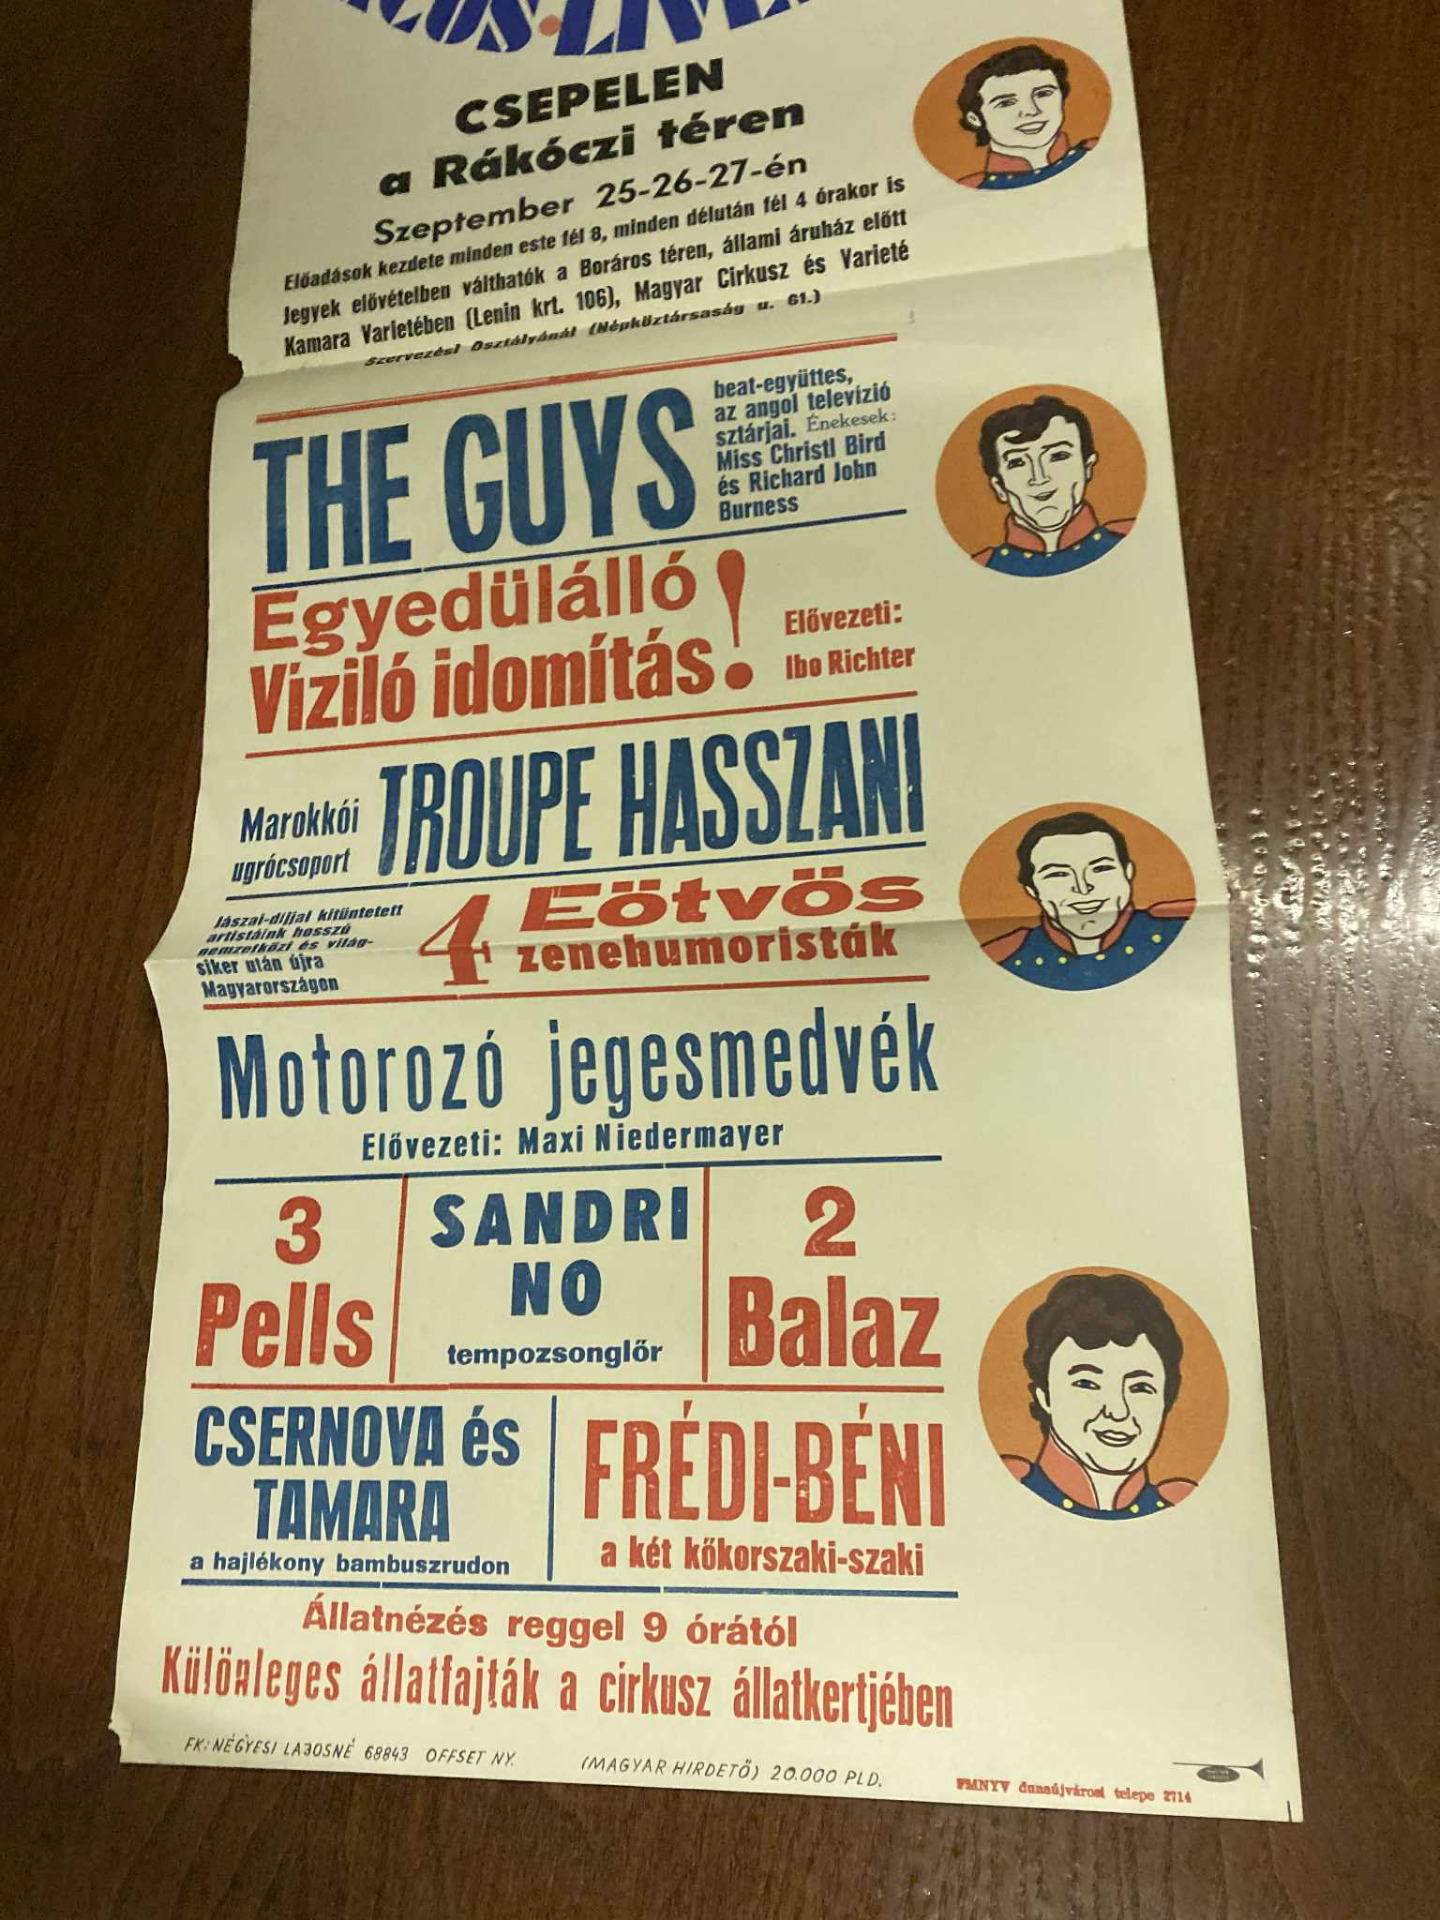 CSEPELEN
a Rákóczi téren
Szeptember 25-26-27-én
Előadások kezdete minden este fél 8, minden délután fél 4 órakor is
Jegyek elővételben válthatók a Boráros téren, állami áruház előtt
Kamara Varietében (Lenin krt. 106), Magyar Cirkusz és Varieté
Szervezési Osztályánál (Népköztársaság u. 61.)
THE GUYS
beat-együttes,
az angol televízió
sztárjai. Énekesek:
Miss Christl Bird
és Richard John
Burness
Egyedülálló
Víziló idomítás!
Elővezeti:
Ibo Richter
Marokkói
ugrócsoport
TROUPE HASSZANI
Jászai-díjjal kitüntetett
artistáink hosszú
nemzetközi és világ-
siker után újra
Magyarországon
4 Eötvös
zenehumoristák
Motorozó jegesmedvék
Elővezeti: Maxi Niedermayer
3
Pells
SANDRI
NO
tempozsonglőr
2
Balaz
CSERNOVA és
TAMARA
a hajlékony bambuszrudon
FRÉDI-BÉNI
a két kőkorszaki-szaki
Állatnézés reggel 9 órától
Különleges állatfajták a cirkusz állatkertjében
FK: NÉGYESI LAJOSNÉ 68843 OFFSET NY. (MAGYAR HIRDETŐ) 20.000 PLD.
FMNYV dunaújvárosi telepe 2714